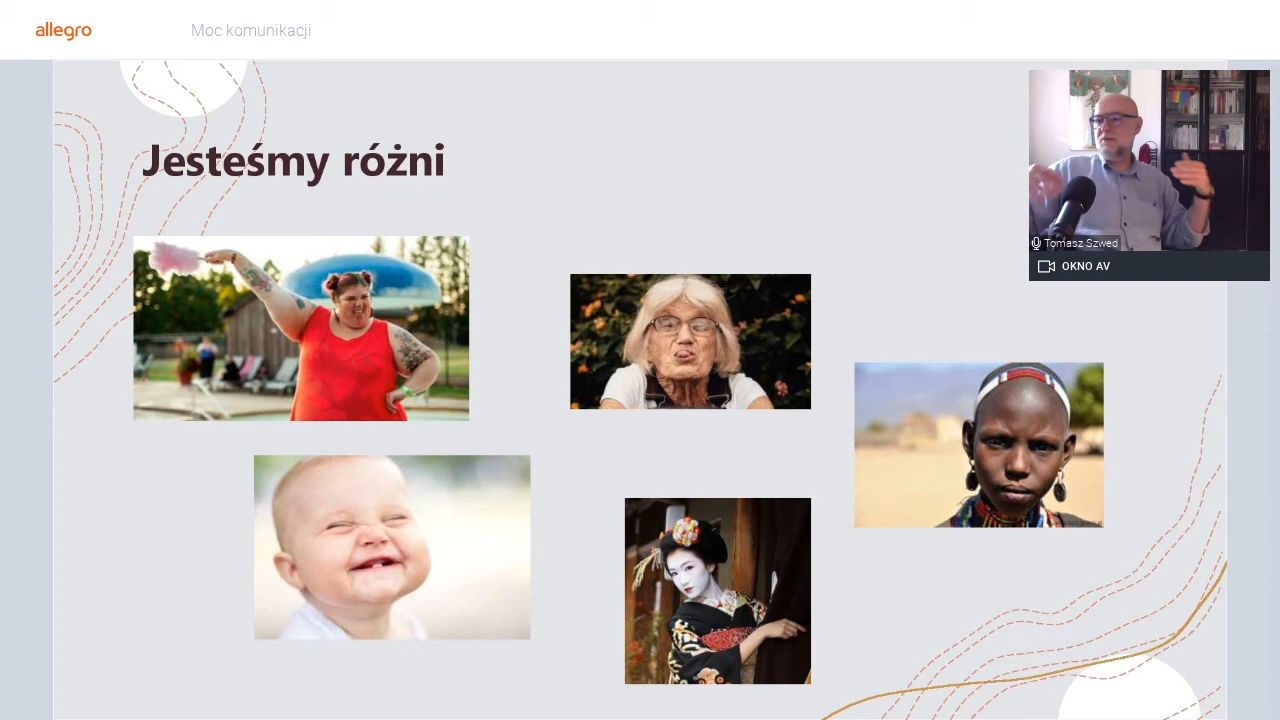 allegro
Moc komunikacji
Jesteśmy różni
Tomasz Szwed
OKNO AV